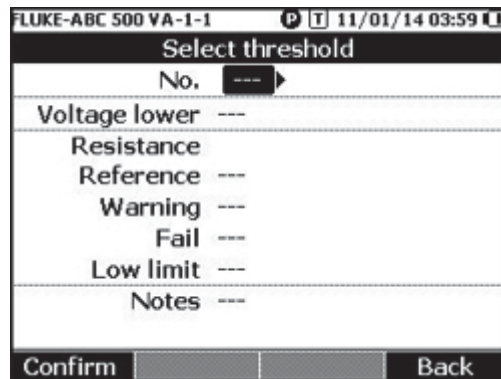 FLUKE-ABC 500 VA-1-1 P T 11/01/14 03:59
Select threshold
No. ---
Voltage lower ---
Resistance
Reference ---
Warning ---
Fail ---
Low limit ---
Notes ---
Confirm Back